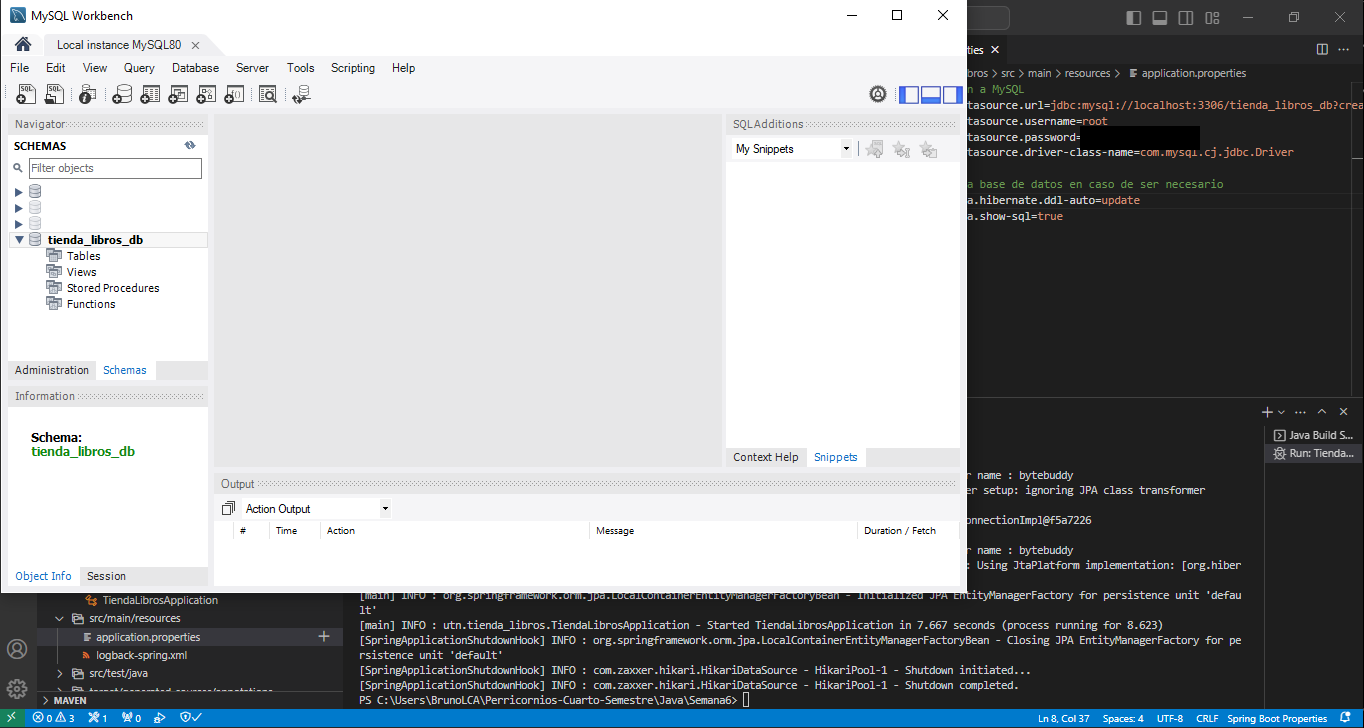 MySQL Workbench
Local instance MySQL80
File Edit View Query Database Server Tools Scripting Help
Navigator
SCHEMAS
Filter objects
tienda_libros_db
Tables
Views
Stored Procedures
Functions
Administration Schemas
Information
Schema:
tienda_libros_db
Object Info Session
SQLAdditions
My Snippets
Context Help Snippets
Output
Action Output
# Time Action Message Duration / Fetch
ties
bros > src > main > resources > application.properties
n a MySQL
tasource.url=jdbc:mysql://localhost:3306/tienda_libros_db?crea
tasource.username=root
tasource.password=
tasource.driver-class-name=com.mysql.cj.jdbc.Driver
a base de datos en caso de ser necesario
a.hibernate.ddl-auto=update
a.show-sql=true
Java Build S...
Run: Tienda...
r name : bytebuddy
er setup: ignoring JPA class transformer
onnectionImpl@f5a7226
r name : bytebuddy
: Using JtaPlatform implementation: [org.hiber
[main] INFO : org.springframework.orm.jpa.LocalContainerEntityManagerFactoryBean - Initialized JPA EntityManagerFactory for persistence unit 'defau
lt'
[main] INFO : utn.tienda_libros.TiendaLibrosApplication - Started TiendaLibrosApplication in 7.667 seconds (process running for 8.623)
[SpringApplicationShutdownHook] INFO : org.springframework.orm.jpa.LocalContainerEntityManagerFactoryBean - Closing JPA EntityManagerFactory for pe
rsistence unit 'default'
[SpringApplicationShutdownHook] INFO : com.zaxxer.hikari.HikariDataSource - HikariPool-1 - Shutdown initiated...
[SpringApplicationShutdownHook] INFO : com.zaxxer.hikari.HikariDataSource - HikariPool-1 - Shutdown completed.
PS C:\Users\BrunoLCA\Perricornios-Cuarto-Semestre\Java\Semana6>
TiendaLibrosApplication
src/main/resources
application.properties
logback-spring.xml
src/test/java
target/generated-sources/annotations
MAVEN
0 3 1 0
Ln 8, Col 37 Spaces: 4 UTF-8 CRLF Spring Boot Properties